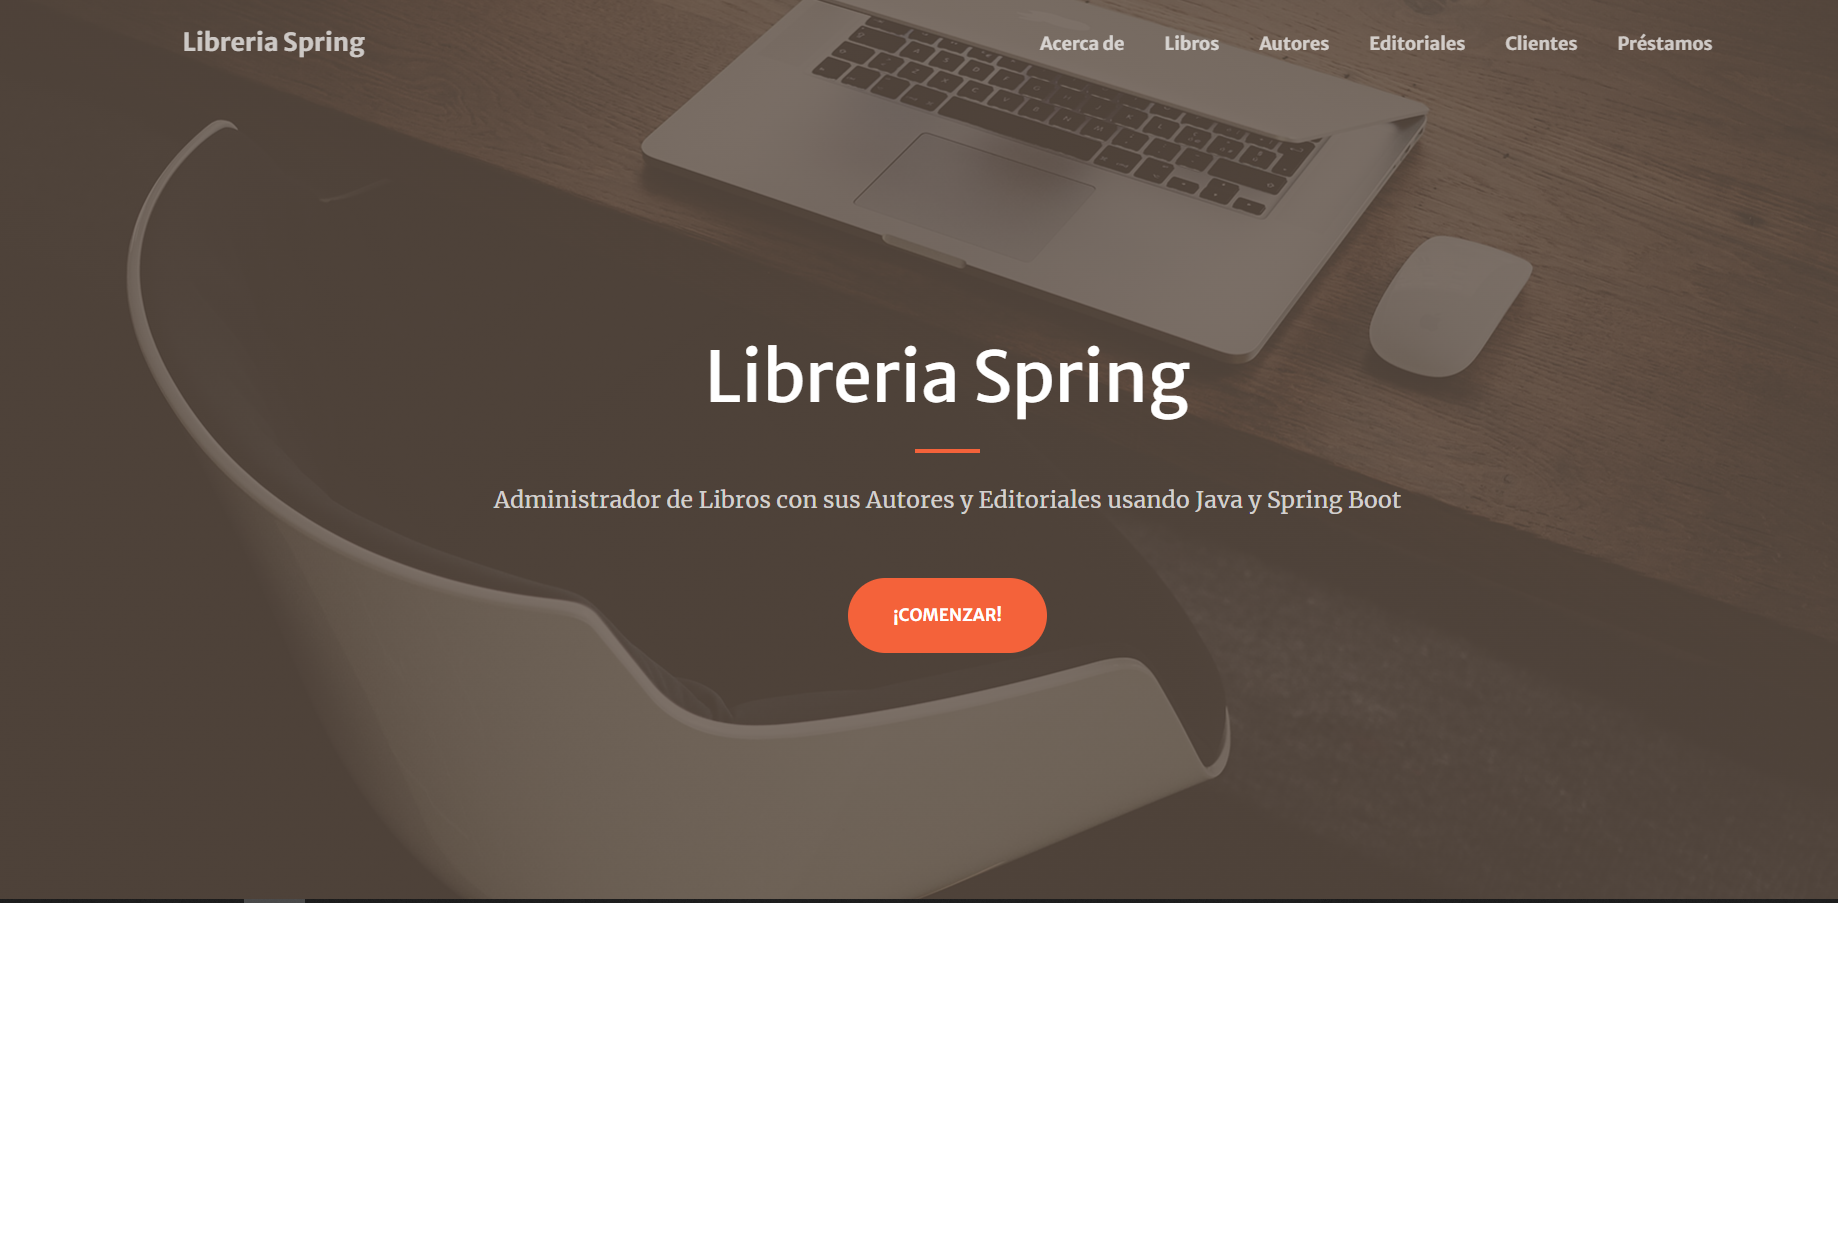 Libreria Spring
Acerca de Libros Autores Editoriales Clientes Préstamos
Libreria Spring
Administrador de Libros con sus Autores y Editoriales usando Java y Spring Boot
¡COMENZAR!